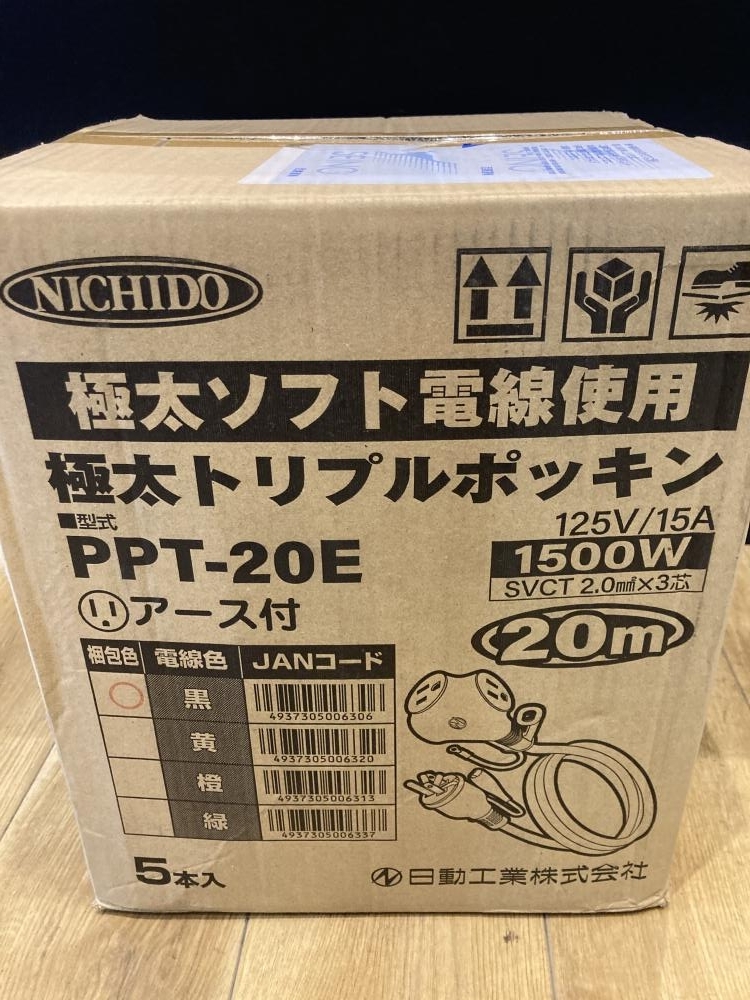 NICHIDO
極太ソフト電線使用
極太トリプルポッキン
■型式
125V/15A
PPT-20E
1500W
SVCT 2.0m㎡×3芯
アース付
20m
梱包色 電線色 JANコード
黒 4937305006306
黄 4937305006320
橙 4937305006313
緑 4937305006337
5本入
日動工業株式会社